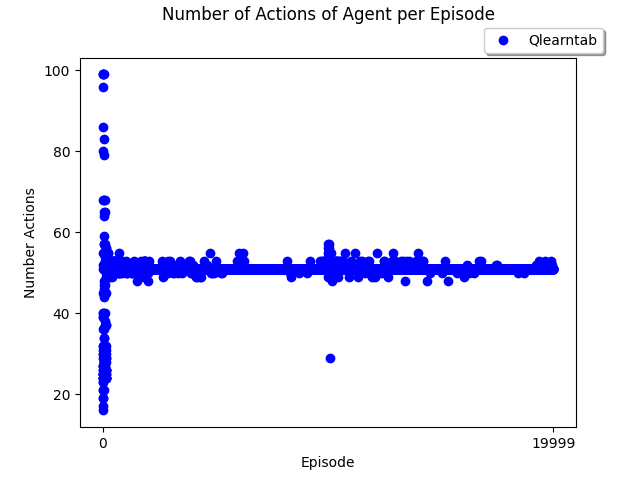 Number of Actions of Agent per Episode
Qlearntab
100
80
60
40
20
Number Actions
0
19999
Episode